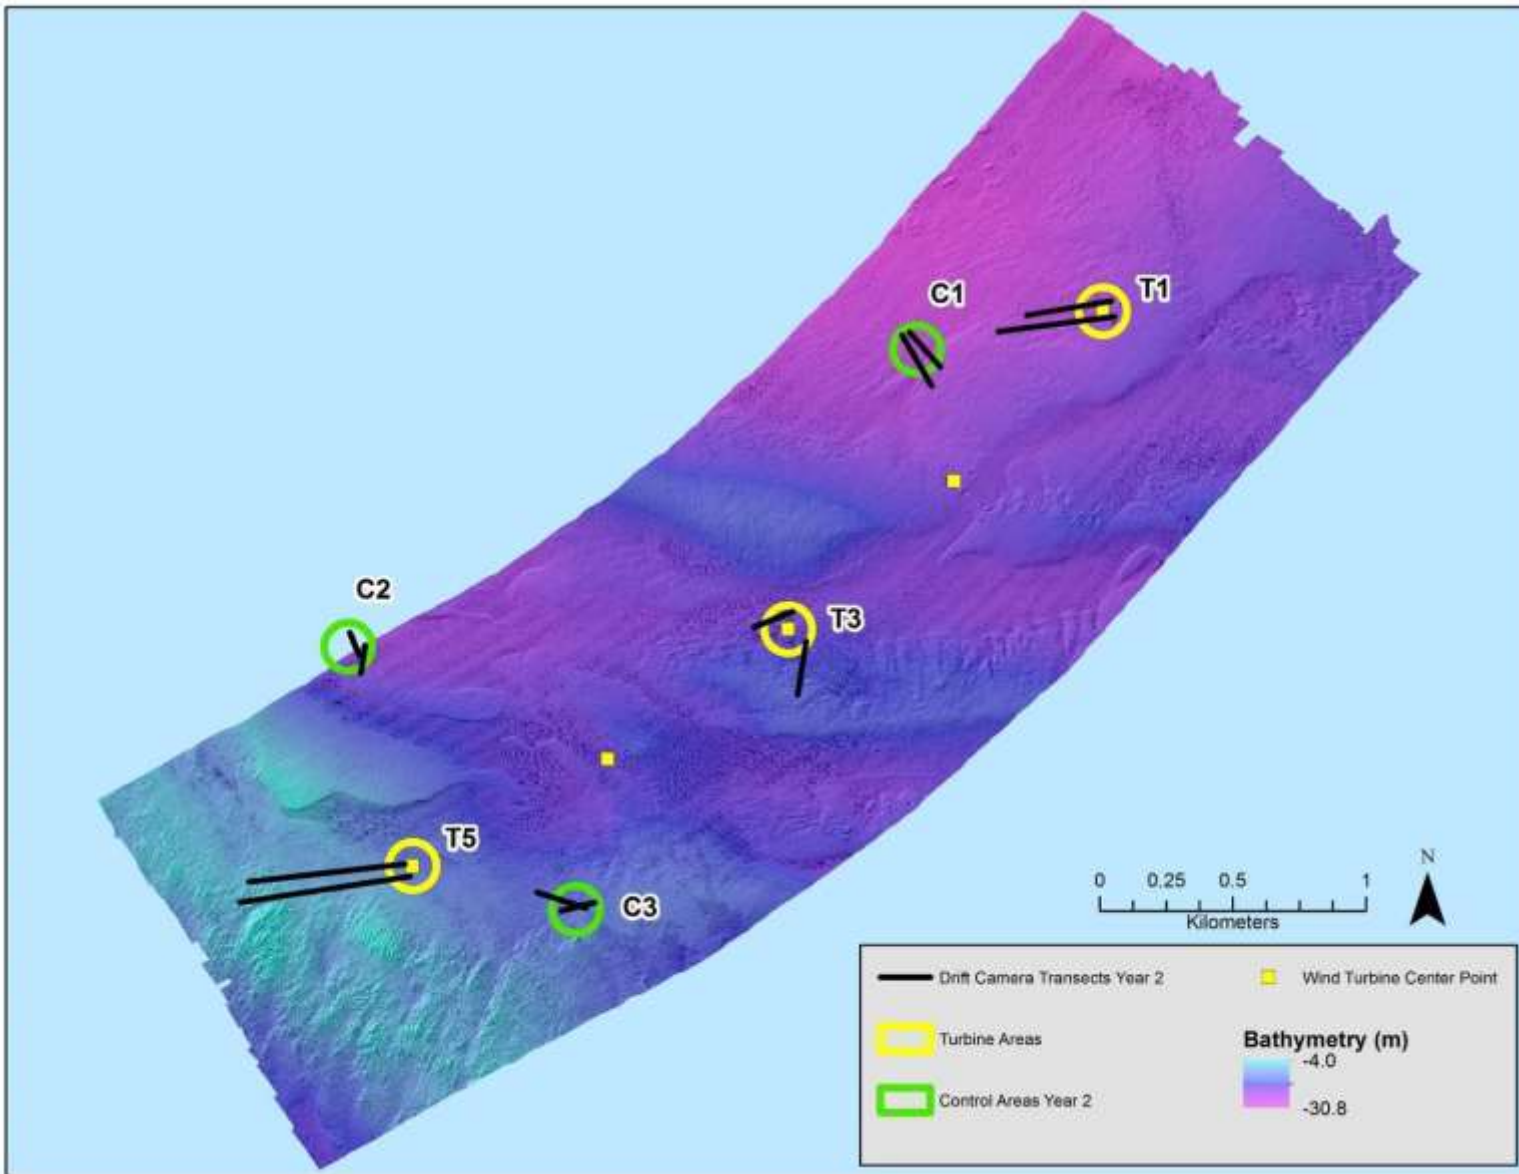 T1
C1
C2
T3
T5
C3
N
0 0.25 0.5 1
Kilometers
Drift Camera Transects Year 2
Wind Turbine Center Point
Turbine Areas
Bathymetry (m)
-4.0
-30.8
Control Areas Year 2